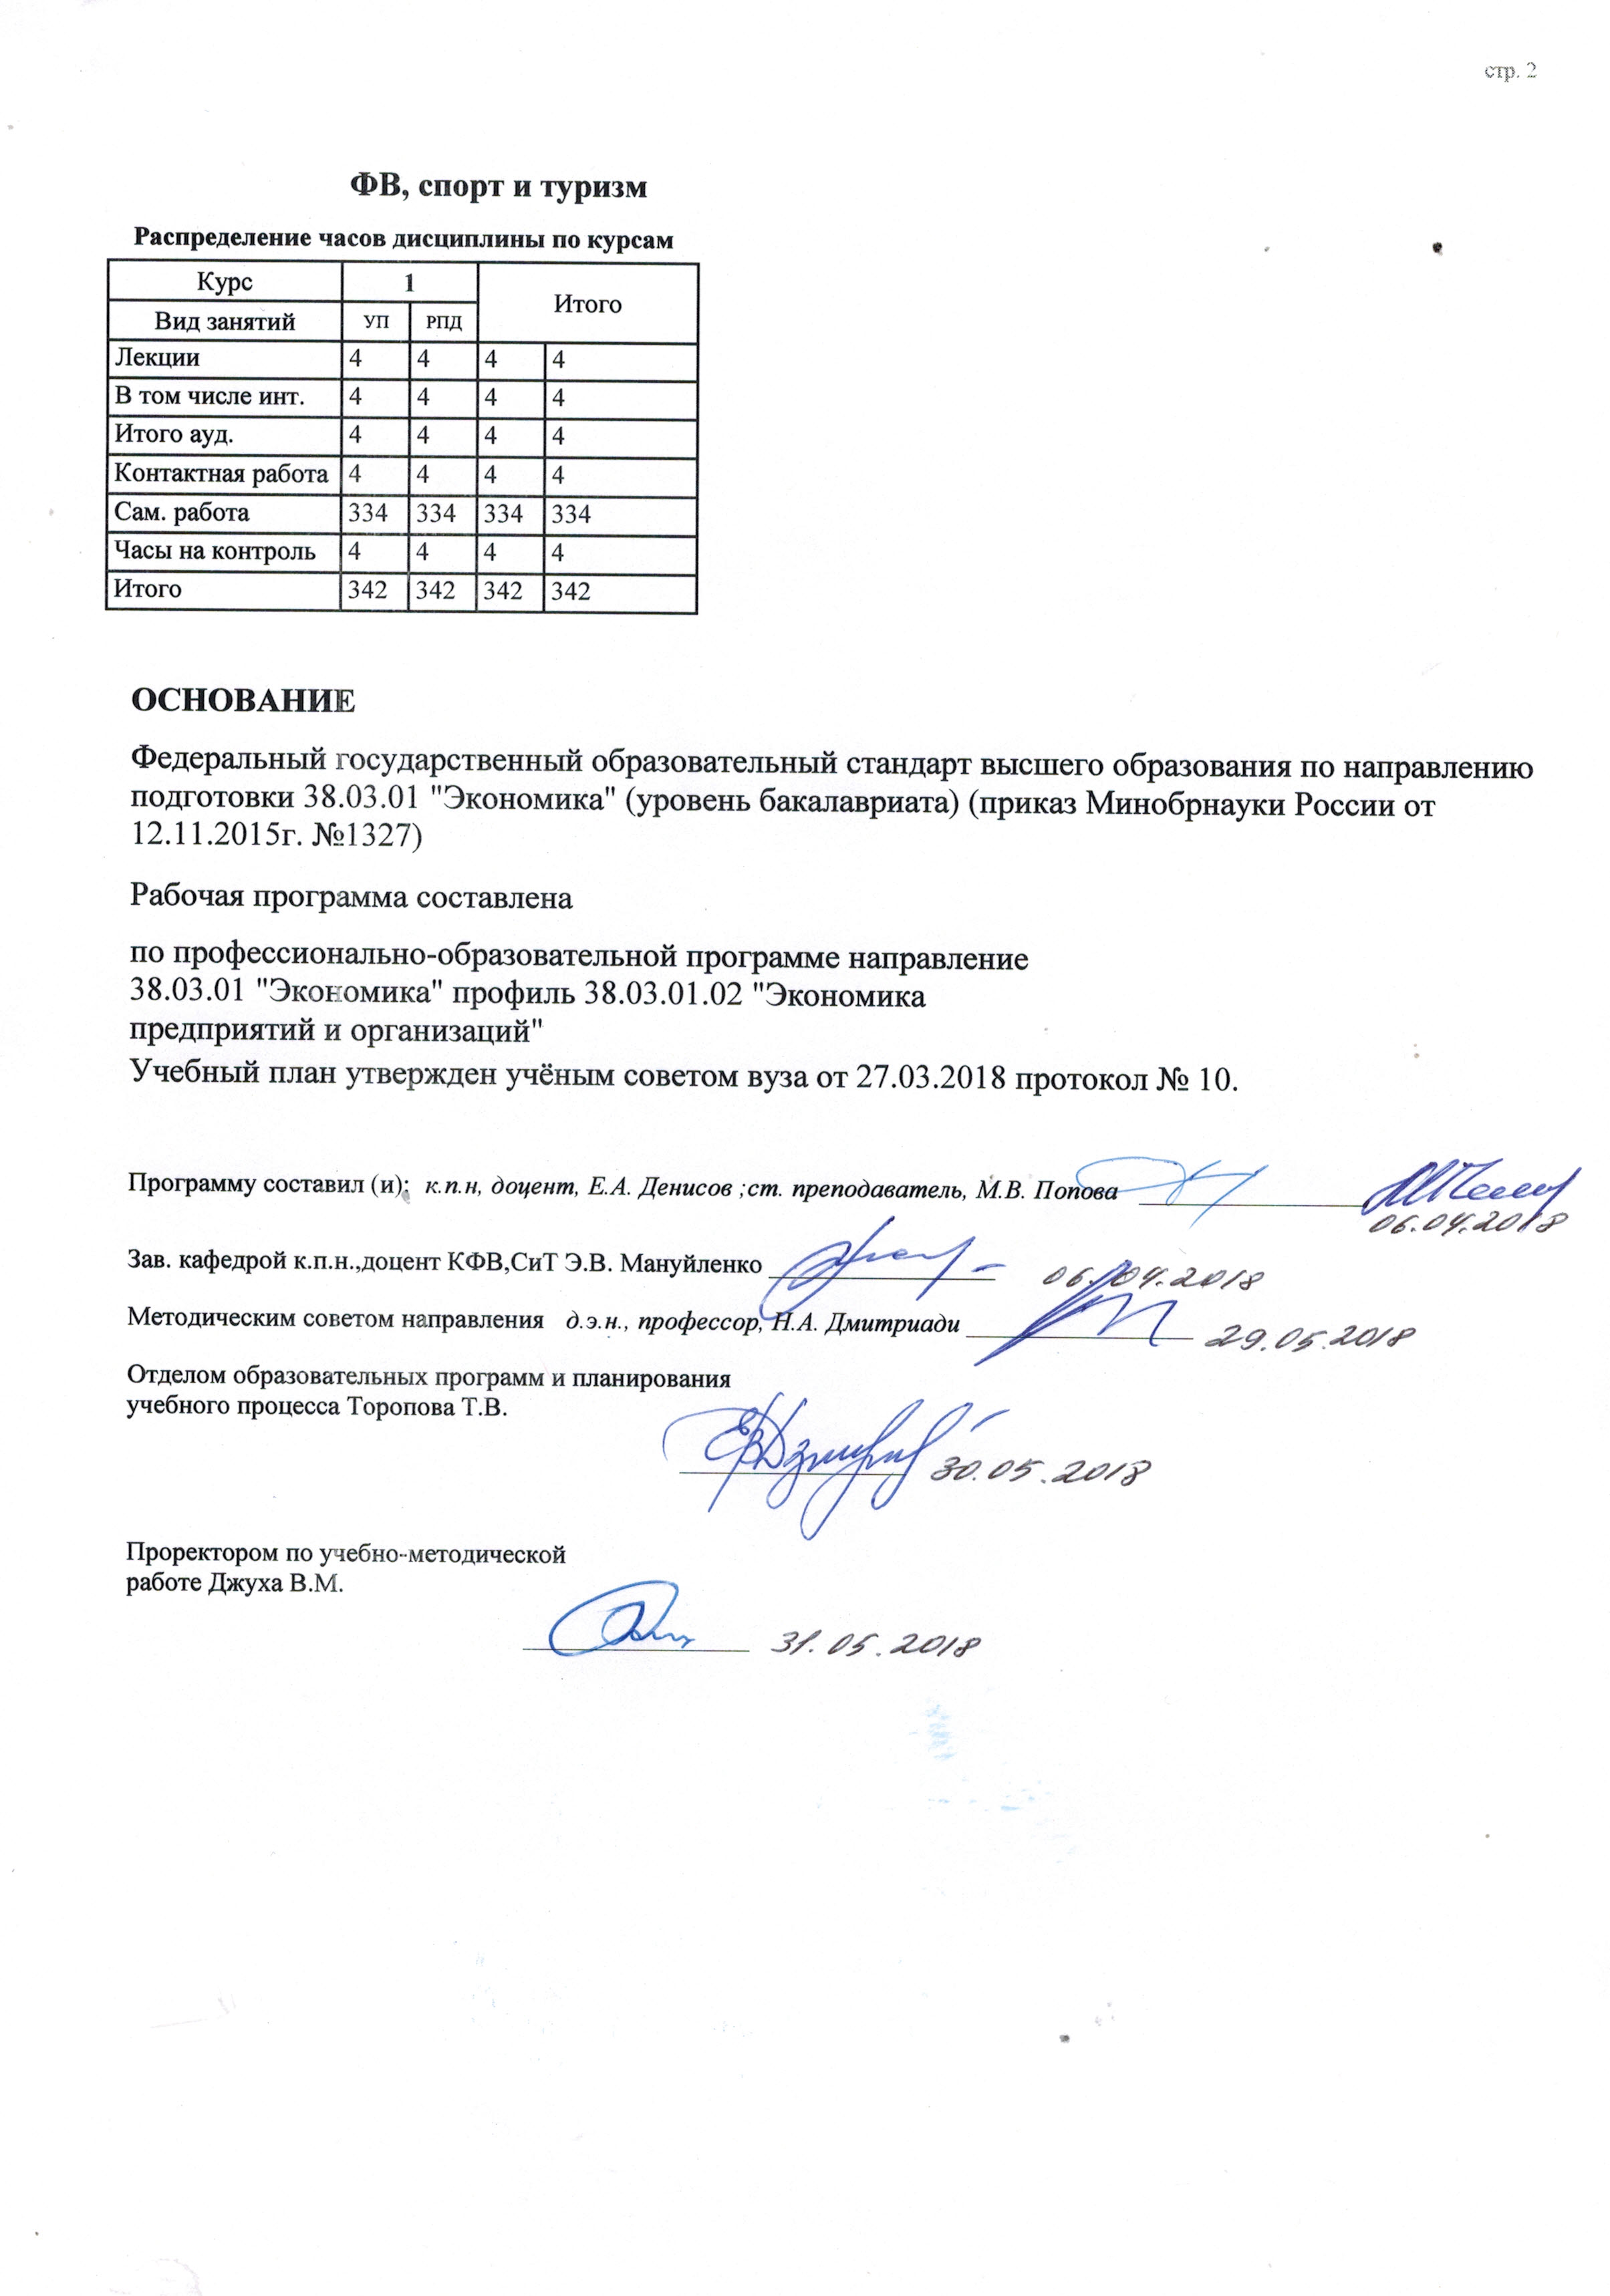 стр. 2
ФВ, спорт и туризм
Распределение часов дисциплины по курсам
Курс 1 Итого
Вид занятий УП РПД
Лекции 4 4 4 4
В том числе инт. 4 4 4 4
Итого ауд. 4 4 4 4
Контактная работа 4 4 4 4
Сам. работа 334 334 334 334
Часы на контроль 4 4 4 4
Итого 342 342 342 342
ОСНОВАНИЕ
Федеральный государственный образовательный стандарт высшего образования по направлению
подготовки 38.03.01 "Экономика" (уровень бакалавриата) (приказ Минобрнауки России от
12.11.2015г. №1327)
Рабочая программа составлена
по профессионально-образовательной программе направление
38.03.01 "Экономика" профиль 38.03.01.02 "Экономика
предприятий и организаций"
Учебный план утвержден учёным советом вуза от 27.03.2018 протокол № 10.
Программу составил (и): к.п.н, доцент, Е.А. Денисов ;ст. преподаватель, М.В. Попова
06.04.2018
Зав. кафедрой к.п.н.,доцент КФВ,СиТ Э.В. Мануйленко 06.04.2018
Методическим советом направления д.э.н., профессор, Н.А. Дмитриади 29.05.2018
Отделом образовательных программ и планирования
учебного процесса Торопова Т.В.
30.05.2018
Проректором по учебно-методической
работе Джуха В.М.
31.05.2018